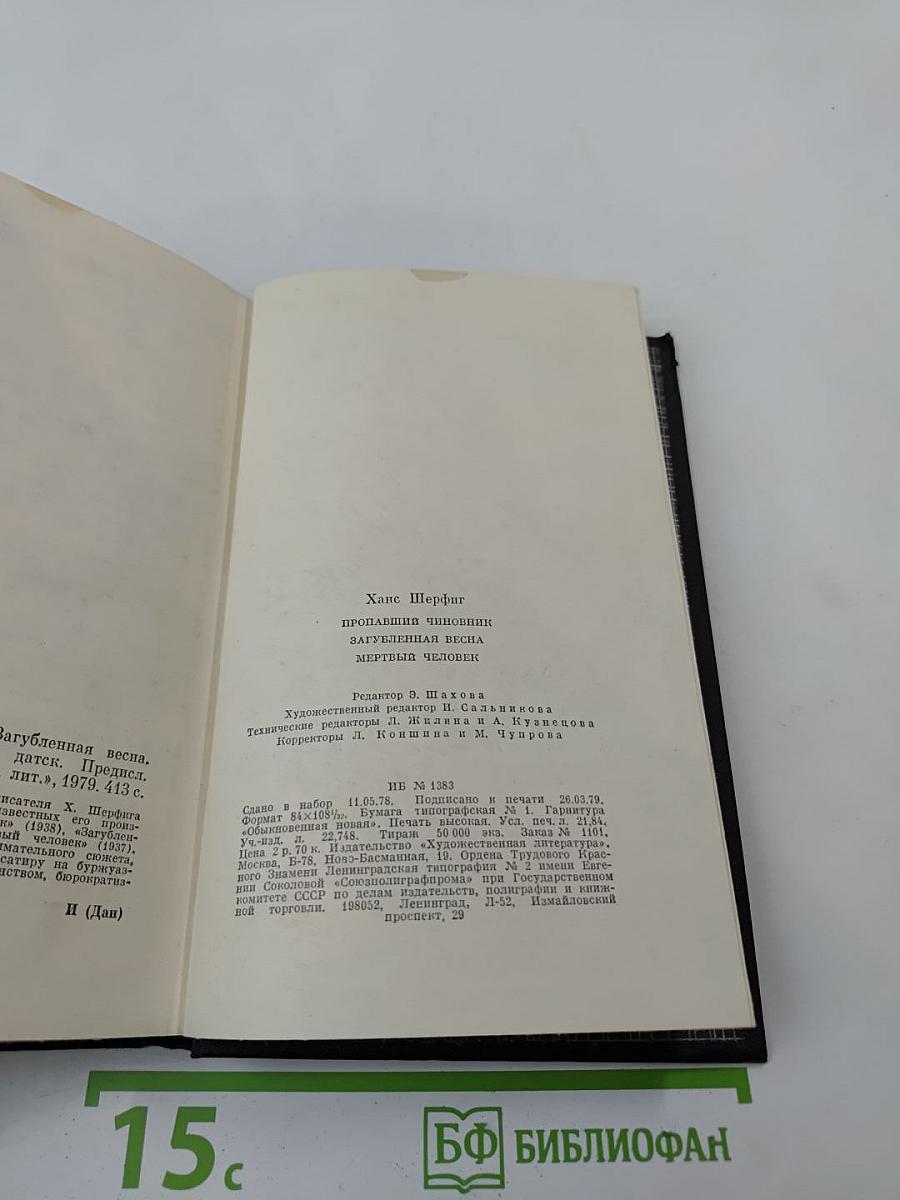 Загубленная весна.
датск. Предисл.
лит.», 1979. 413 с.
исателя Х. Шерфига
известных его произ-
к» (1938), «Загублен-
вый человек» (1937).
имательного сюжета,
сатиру на буржуаз-
нством, бюрократиз-
И (Дан)
Ханс Шерфиг
ПРОПАВШИЙ ЧИНОВНИК
ЗАГУБЛЕННАЯ ВЕСНА
МЕРТВЫЙ ЧЕЛОВЕК
Редактор Э. Шахова
Художественный редактор И. Сальникова
Технические редакторы Л. Жилина и А. Кузнецова
Корректоры Л. Коншина и М. Чупрова
ИБ № 1383
Сдано в набор 11.05.78. Подписано к печати 26.03.79.
Формат 84×108¹/₃₂. Бумага типографская № 1. Гарнитура
«Обыкновенная новая». Печать высокая. Усл. печ. л. 21,84.
Уч.-изд. л. 22,748. Тираж 50 000 экз. Заказ № 1101.
Цена 2 р. 70 к. Издательство «Художественная литература».
Москва, Б-78, Ново-Басманная, 19. Ордена Трудового Крас-
ного Знамени Ленинградская типография № 2 имени Евге-
нии Соколовой «Союзполиграфпрома» при Государственном
комитете СССР по делам издательств, полиграфии и книж-
ной торговли. 198052, Ленинград, Л-52, Измайловский
проспект, 29
15 с
БФ БИБЛИОФАН